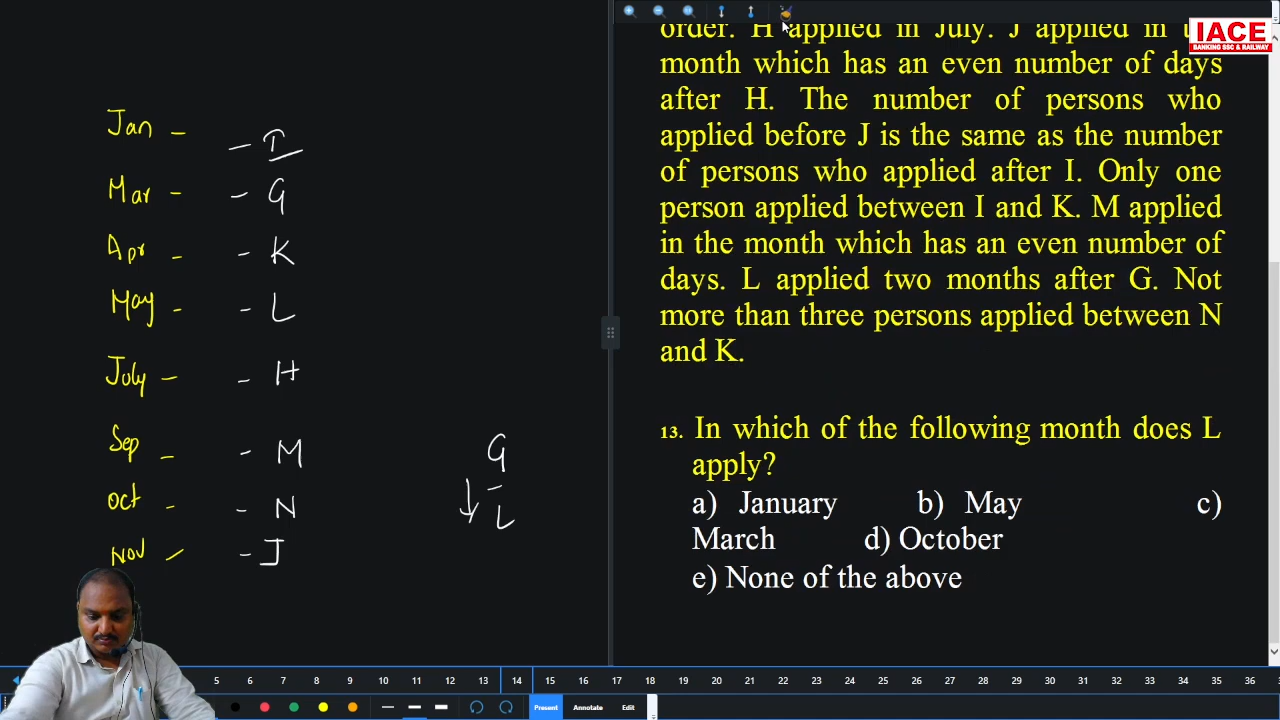 Jan - - I
Mar - - G
Apr - - K
May - - L
July - - H
Sep - - M
Oct - - N
Nov - - J
G
-
L
order. H applied in July. J applied in
month which has an even number of days
after H. The number of persons who
applied before J is the same as the number
of persons who applied after I. Only one
person applied between I and K. M applied
in the month which has an even number of
days. L applied two months after G. Not
more than three persons applied between N
and K.
13. In which of the following month does L
apply?
a) January b) May c)
March d) October
e) None of the above
IACE
BANKING SSC & RAILWAY
5 6 7 8 9 10 11 12 13 14 15 16 17 18 19 20 21 22 23 24 25 26 27 28 29 30 31 32 33 34 35 36
Present Annotate Edit